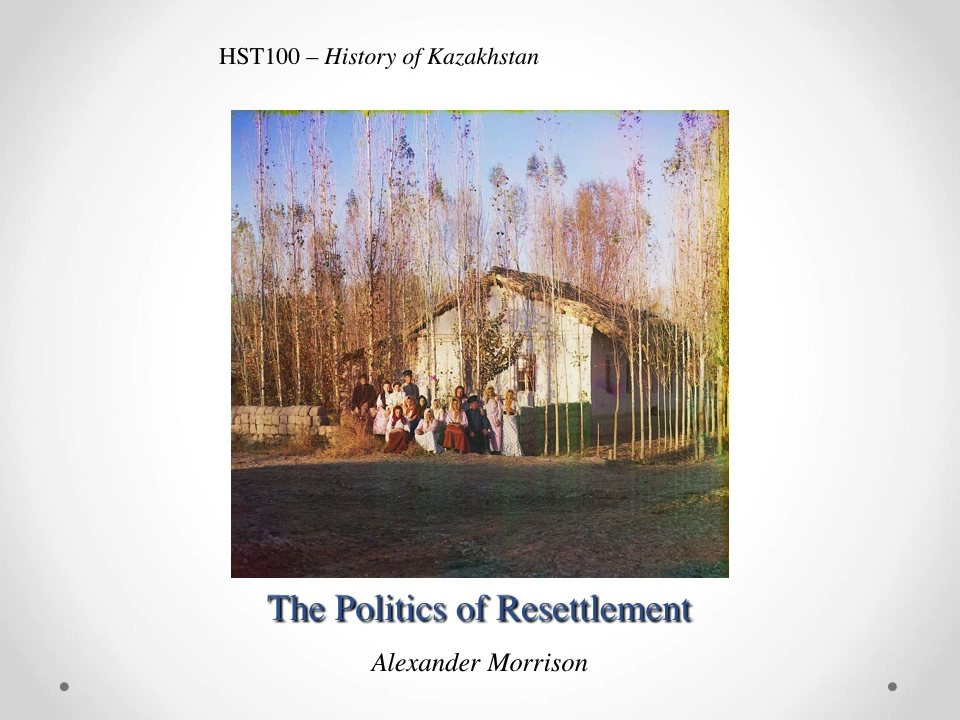 HST100 – History of Kazakhstan
The Politics of Resettlement
Alexander Morrison